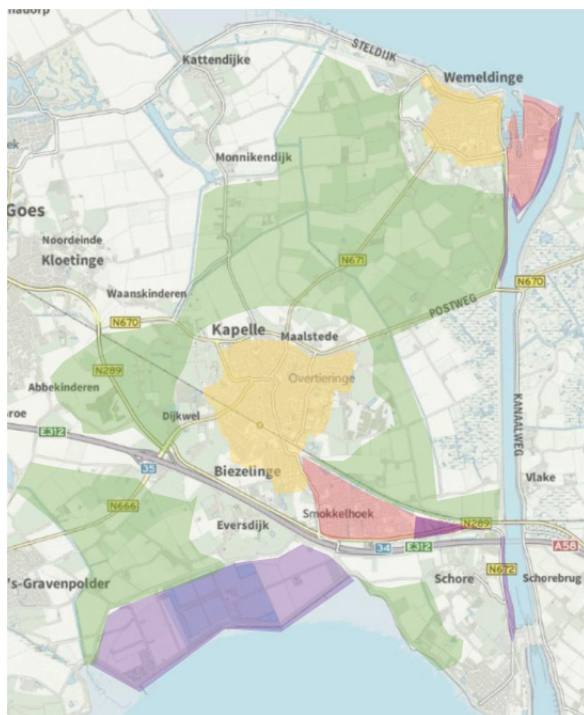 STELDIJK
Kattendijke
Wemeldinge
Monnikendijk
Goes
Noordeinde
Kloetinge
N671
N670
Waanskinderen
POSTWEG
N670
Kapelle
Maalstede
N289
Overtieringe
Abbekinderen
Dijkwel
KANAALWEG
E312
35
Biezelinge
Vlake
N666
Smokkelhoek
N289
Eversdijk
34
E312
A58
's-Gravenpolder
N672
Schore
Schorebrug